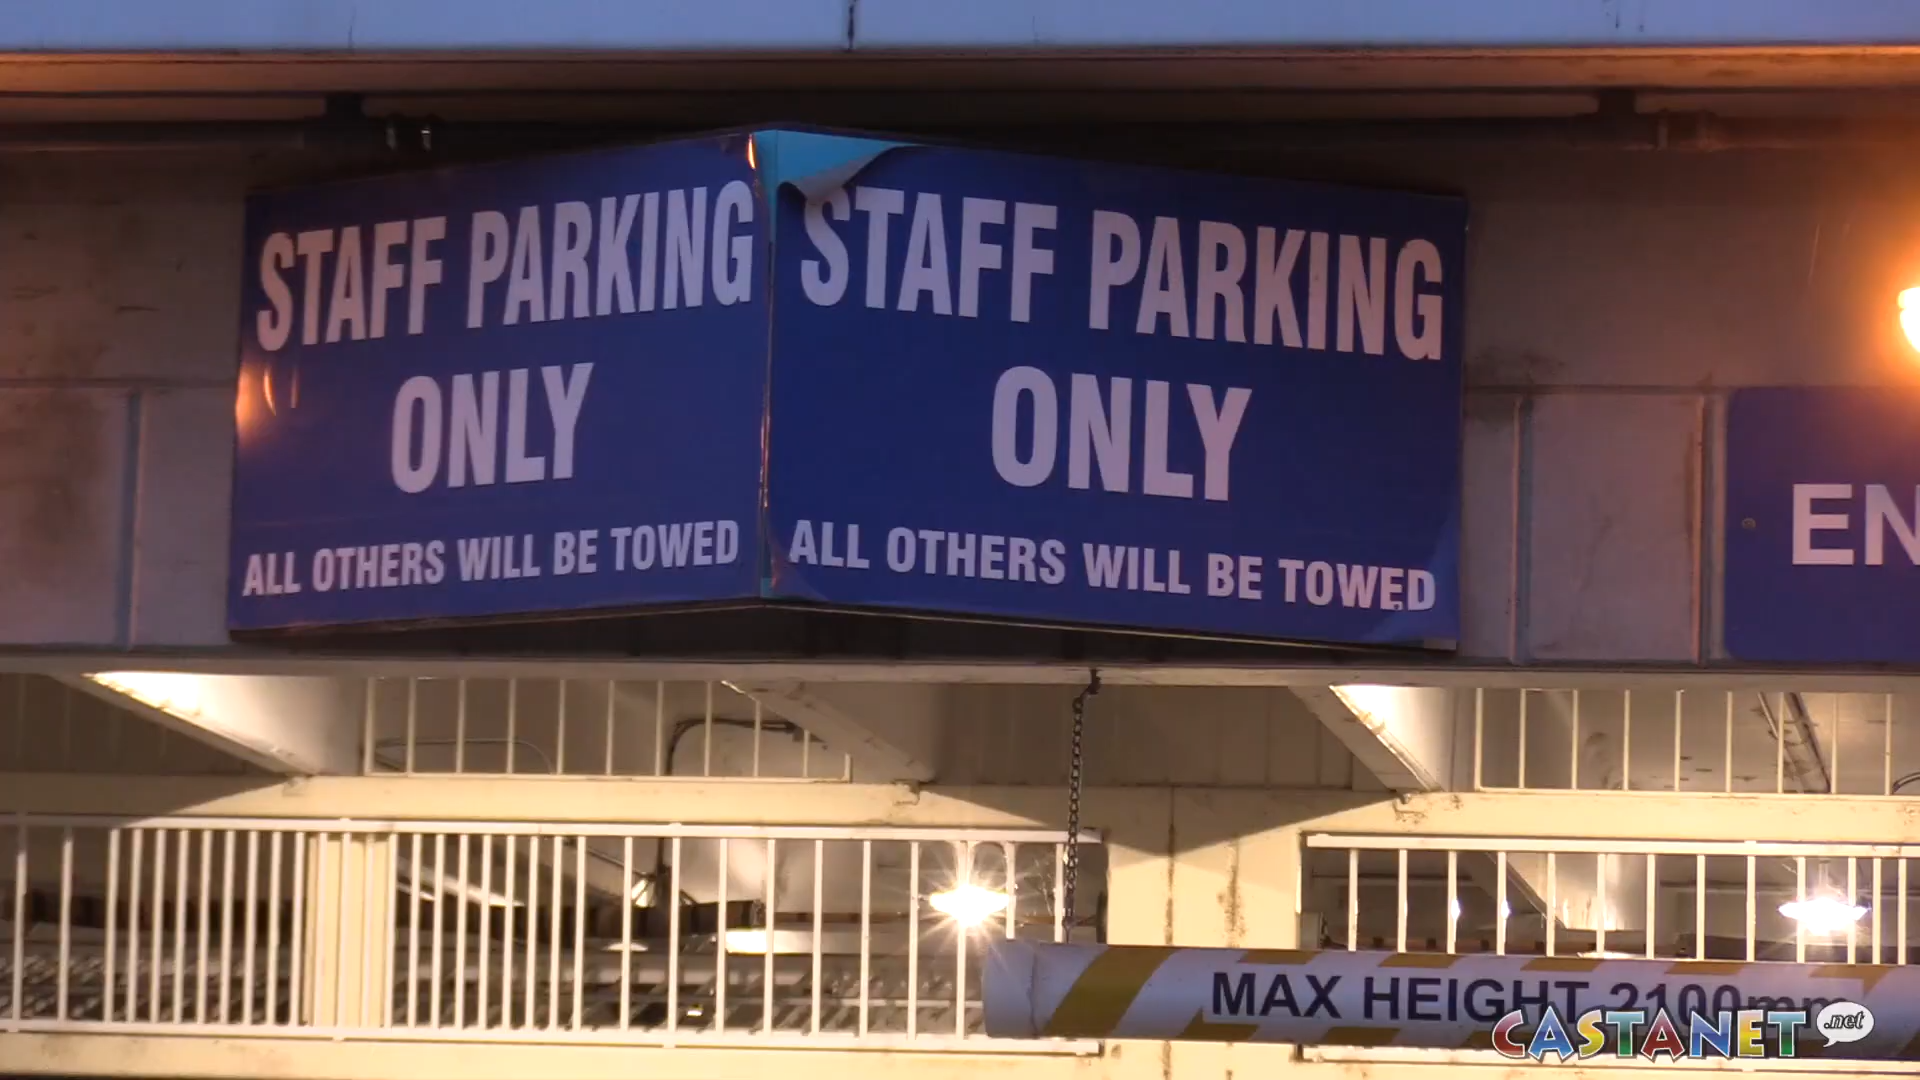 STAFF PARKING
ONLY
ALL OTHERS WILL BE TOWED
STAFF PARKING
ONLY
ALL OTHERS WILL BE TOWED
EN
MAX HEIGHT 2100mm
CASTANET .net